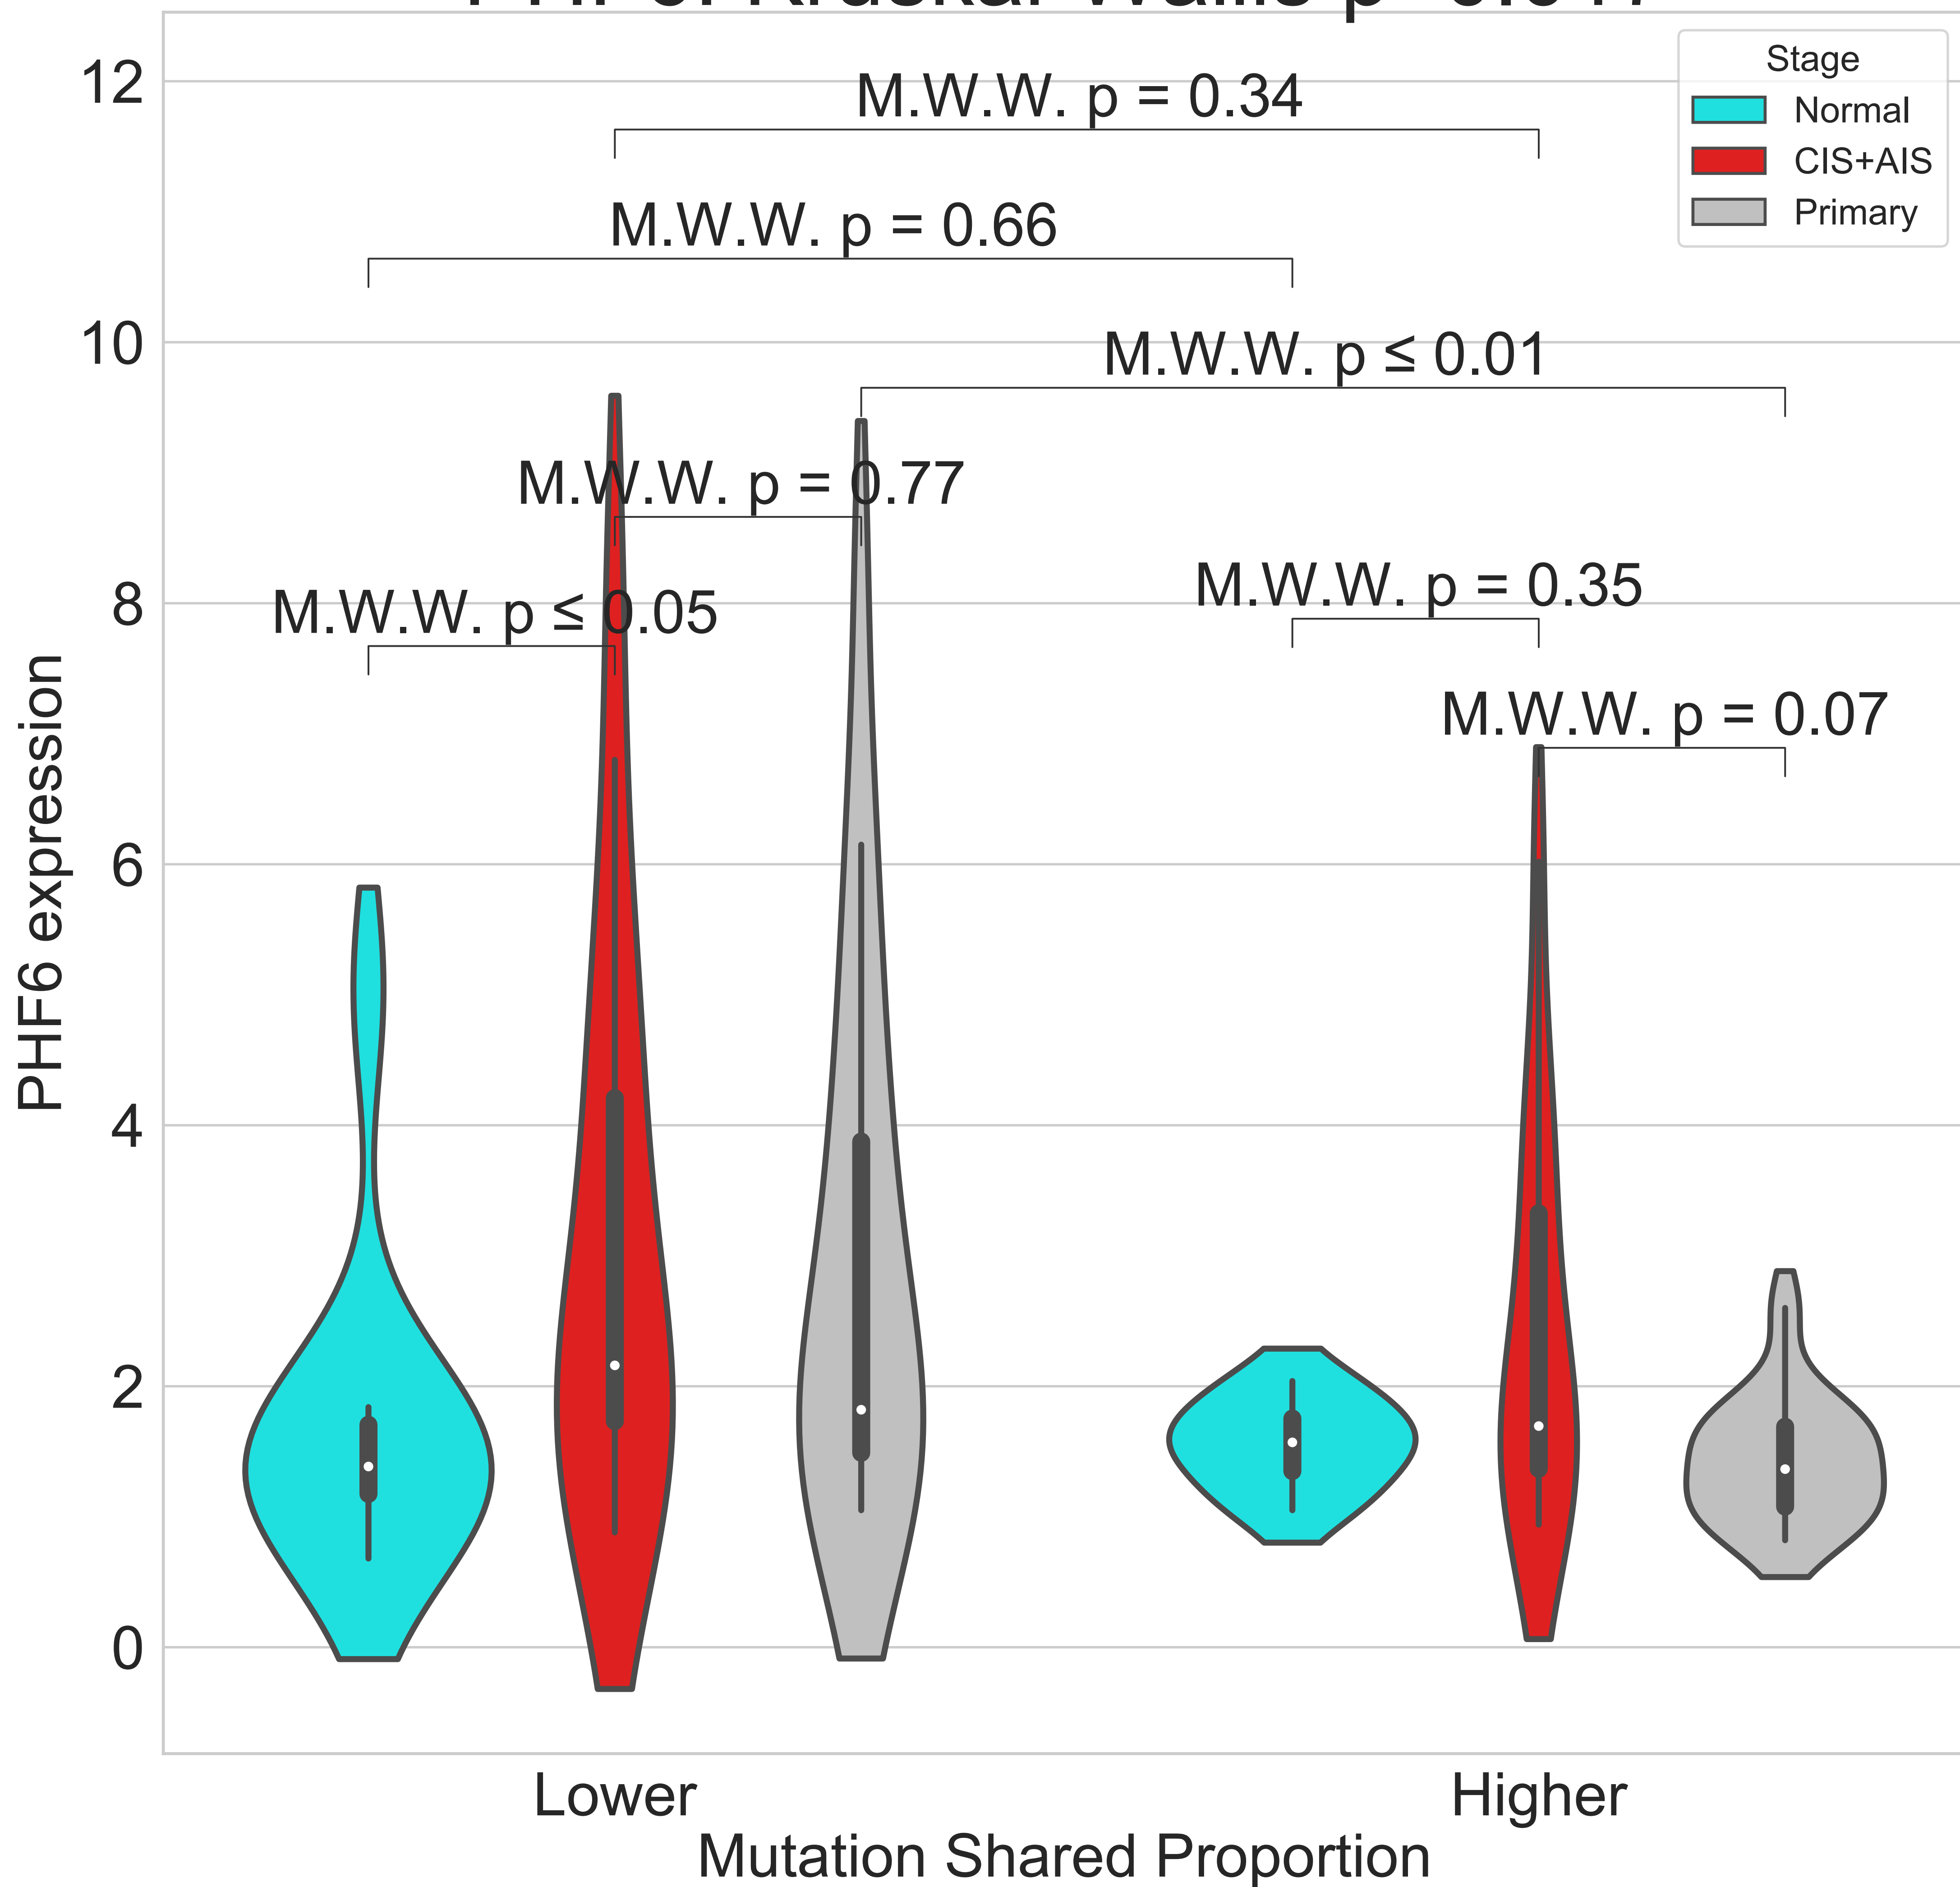 Stage
Normal
CIS+AIS
Primary
M.W.W. p = 0.34
M.W.W. p = 0.66
M.W.W. p ≤ 0.01
M.W.W. p = 0.77
M.W.W. p = 0.35
M.W.W. p ≤ 0.05
M.W.W. p = 0.07
12
10
8
6
4
2
0
PHF6 expression
Lower
Higher
Mutation Shared Proportion